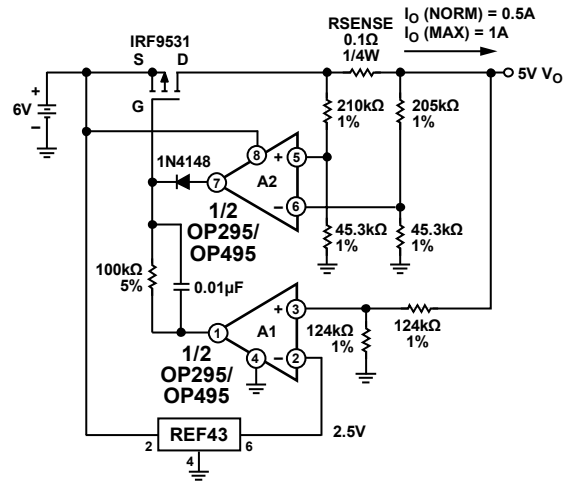 RSENSE
0.1Ω
1/4W
IO (NORM) = 0.5A
IO (MAX) = 1A
IRF9531
S D
G
5V VO
+
6V
–
210kΩ
1%
205kΩ
1%
1N4148
8
+ 5
7
A2
– 6
1/2
OP295/
OP495
45.3kΩ
1%
45.3kΩ
1%
100kΩ
5%
0.01µF
+ 3
1
A1
4
– 2
124kΩ
1%
124kΩ
1%
1/2
OP295/
OP495
2.5V
2
REF43
6
4